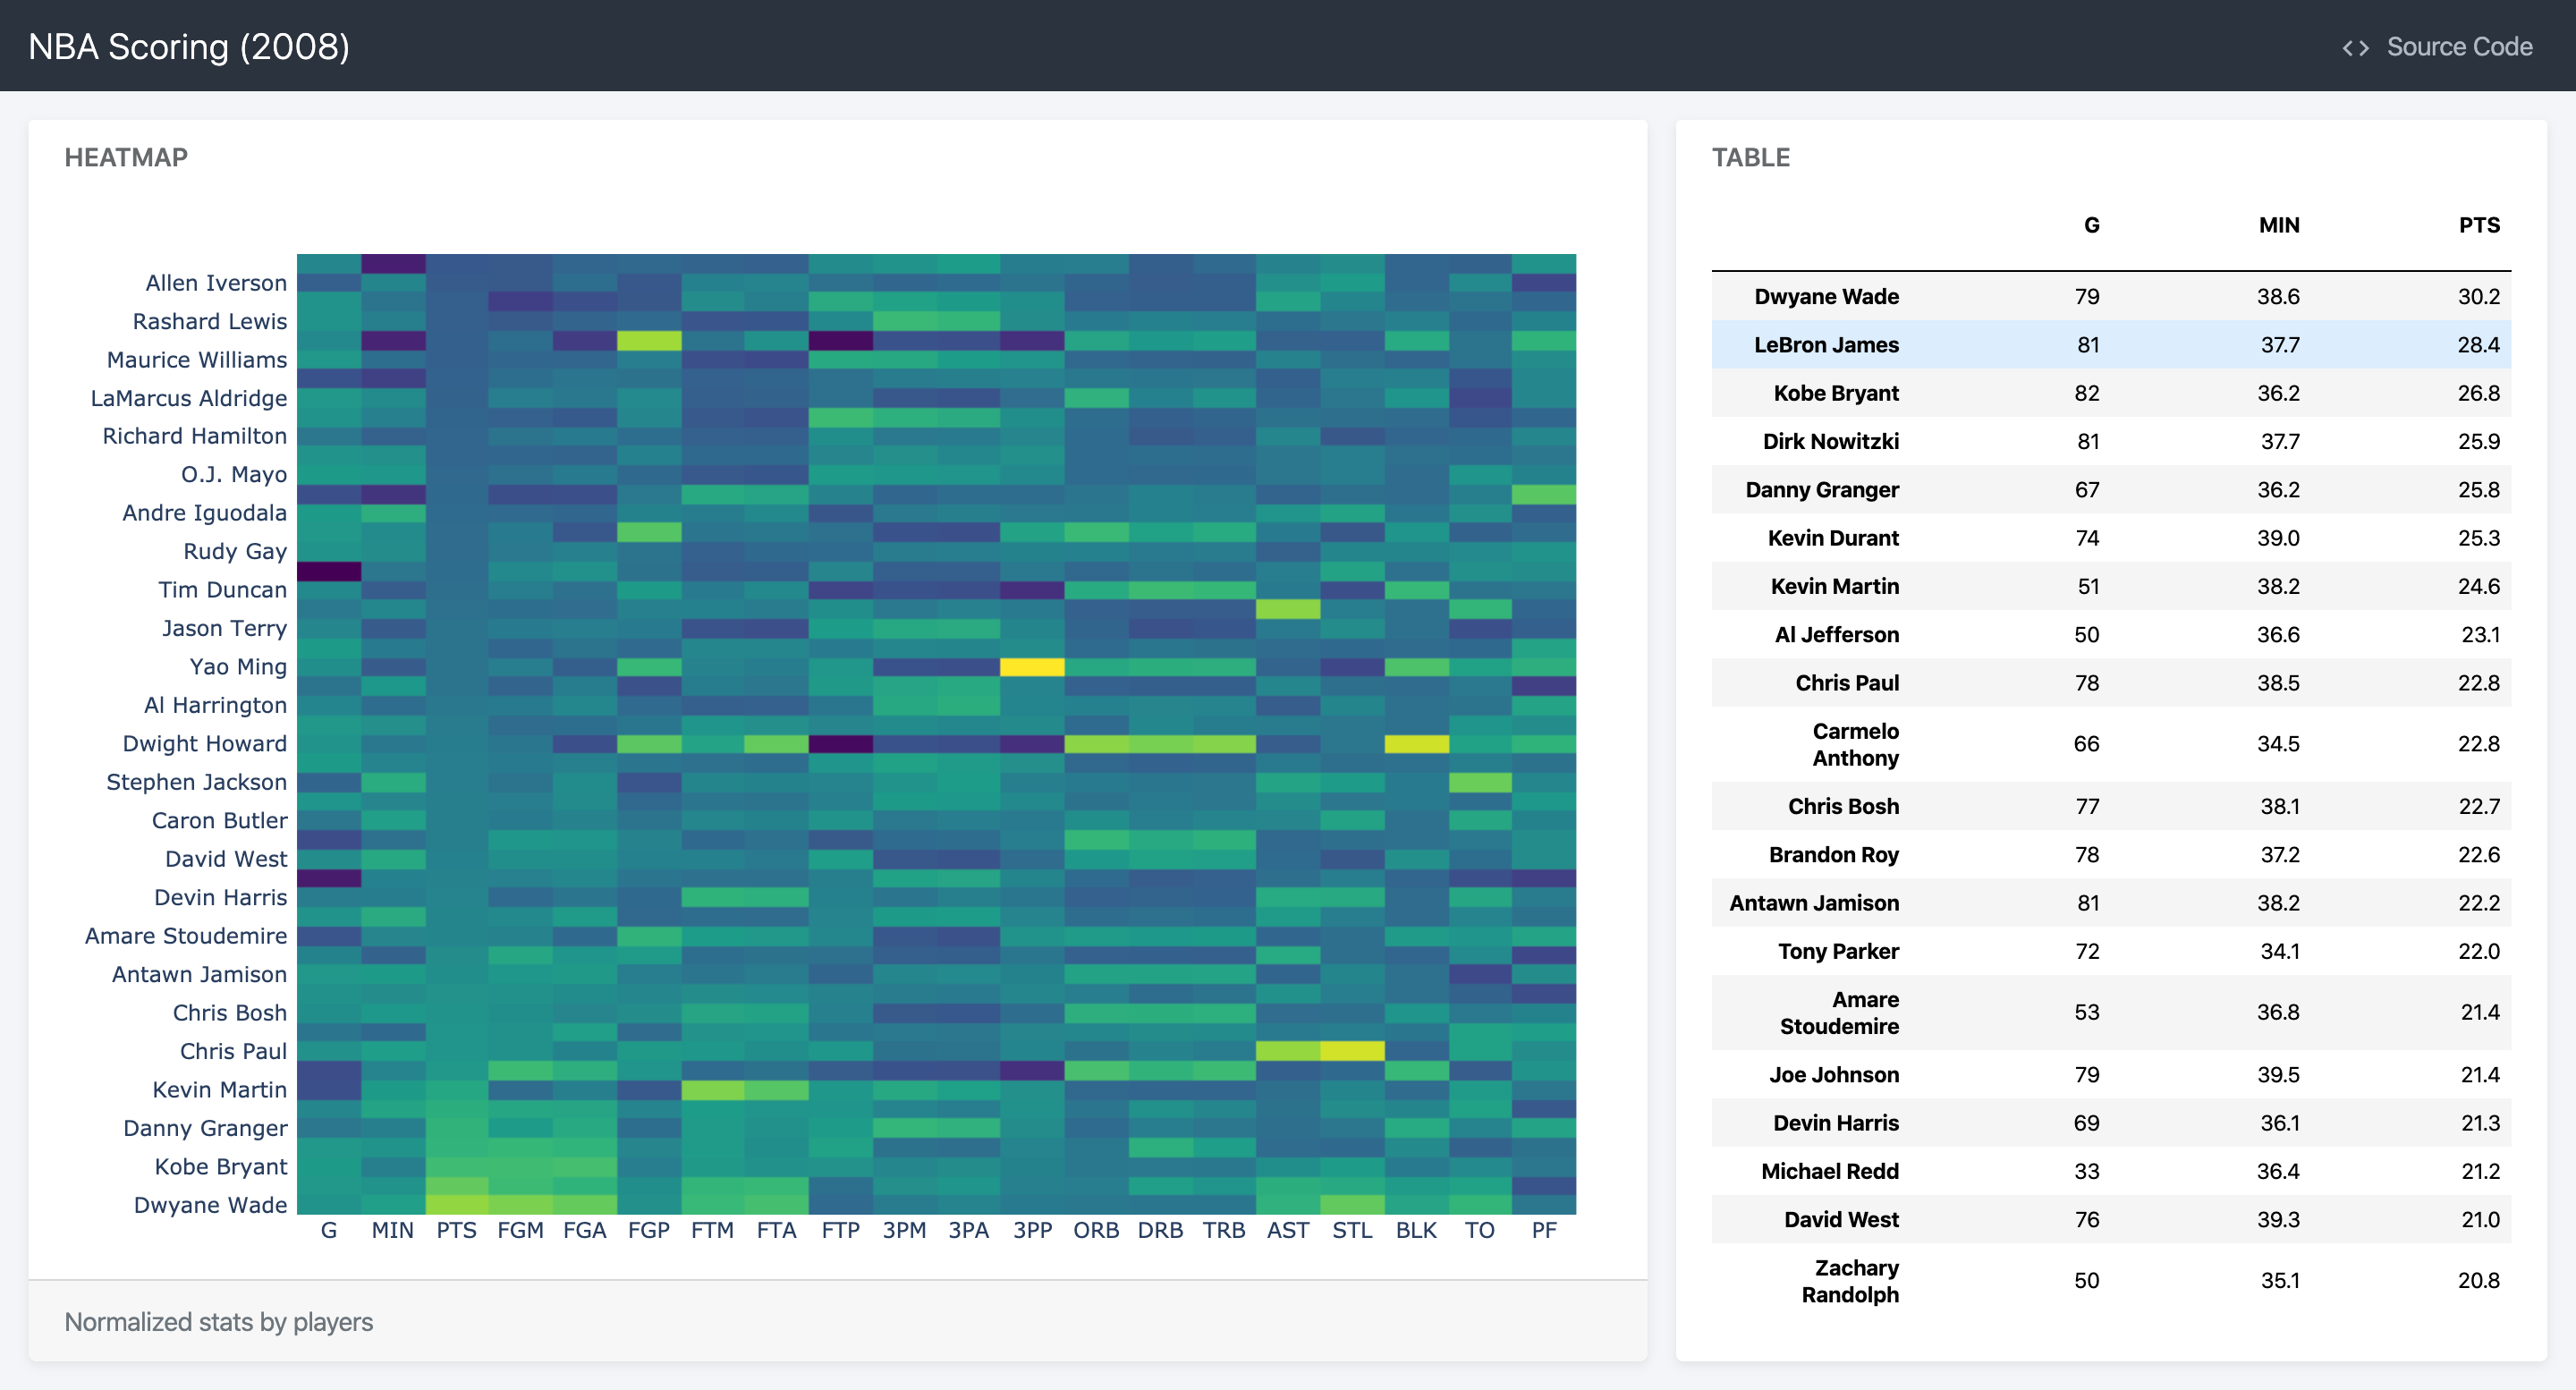 NBA Scoring (2008)
<> Source Code
HEATMAP
Allen Iverson
Rashard Lewis
Maurice Williams
LaMarcus Aldridge
Richard Hamilton
O.J. Mayo
Andre Iguodala
Rudy Gay
Tim Duncan
Jason Terry
Yao Ming
Al Harrington
Dwight Howard
Stephen Jackson
Caron Butler
David West
Devin Harris
Amare Stoudemire
Antawn Jamison
Chris Bosh
Chris Paul
Kevin Martin
Danny Granger
Kobe Bryant
Dwyane Wade
G MIN PTS FGM FGA FGP FTM FTA FTP 3PM 3PA 3PP ORB DRB TRB AST STL BLK TO PF
Normalized stats by players
TABLE
G MIN PTS
Dwyane Wade 79 38.6 30.2
LeBron James 81 37.7 28.4
Kobe Bryant 82 36.2 26.8
Dirk Nowitzki 81 37.7 25.9
Danny Granger 67 36.2 25.8
Kevin Durant 74 39.0 25.3
Kevin Martin 51 38.2 24.6
Al Jefferson 50 36.6 23.1
Chris Paul 78 38.5 22.8
Carmelo
Anthony 66 34.5 22.8
Chris Bosh 77 38.1 22.7
Brandon Roy 78 37.2 22.6
Antawn Jamison 81 38.2 22.2
Tony Parker 72 34.1 22.0
Amare
Stoudemire 53 36.8 21.4
Joe Johnson 79 39.5 21.4
Devin Harris 69 36.1 21.3
Michael Redd 33 36.4 21.2
David West 76 39.3 21.0
Zachary
Randolph 50 35.1 20.8